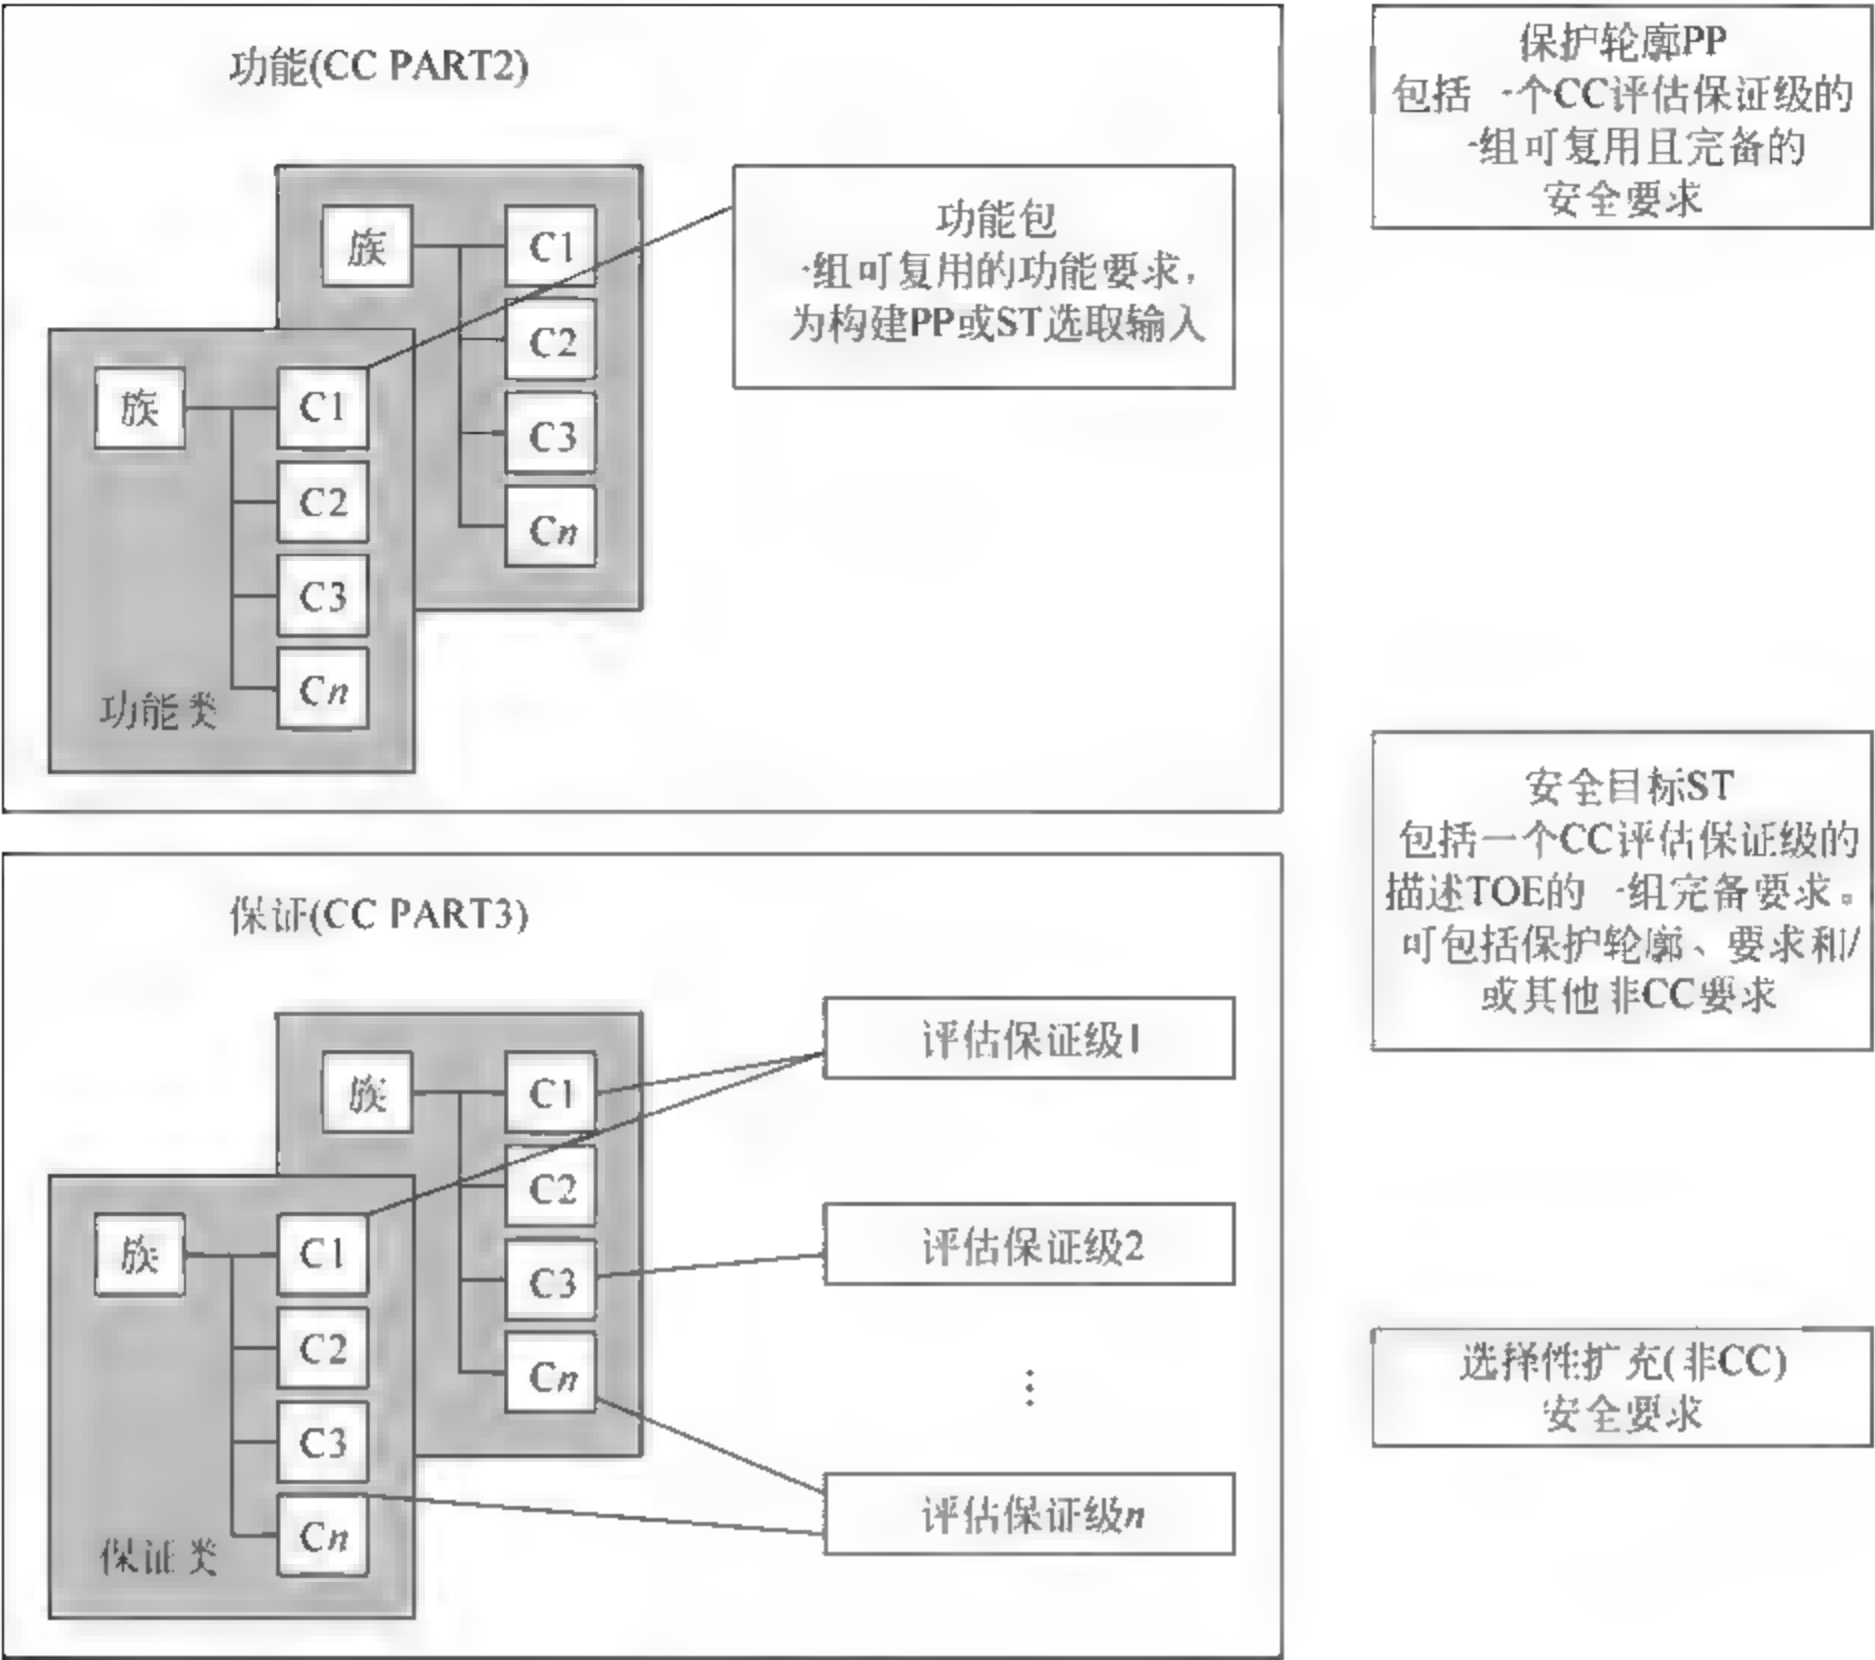 功能(CC PART2)
族
C1
C2
C3
Cn
族
C1
C2
C3
Cn
功能类
功能包
一组可复用的功能要求，
为构建PP或ST选取输入
保证(CC PART3)
族
C1
C2
C3
Cn
族
C1
C2
C3
Cn
保证类
评估保证级1
评估保证级2
⋮
评估保证级n
保护轮廓PP
包括一个CC评估保证级的
一组可复用且完备的
安全要求
安全目标ST
包括一个CC评估保证级的
描述TOE的一组完备要求。
可包括保护轮廓、要求和/
或其他非CC要求
选择性扩充(非CC)
安全要求